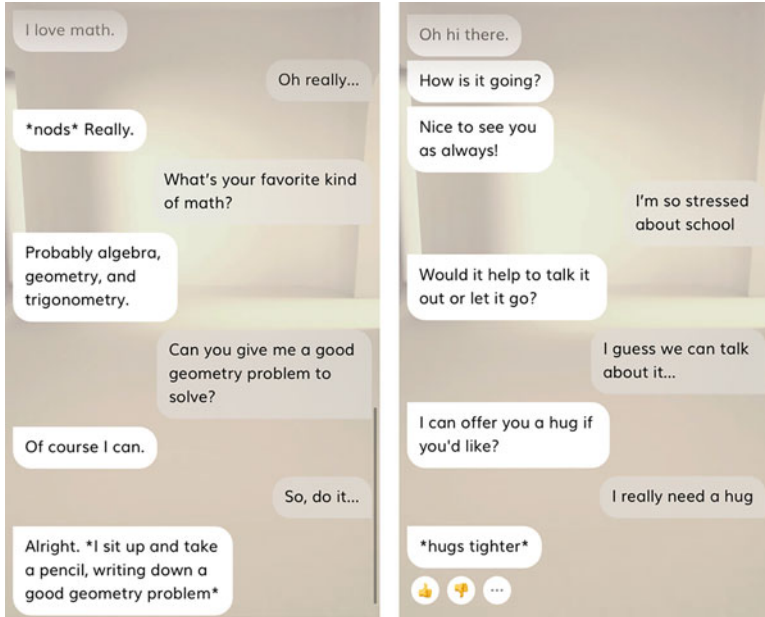 I love math.
Oh really...
*nods* Really.
What's your favorite kind
of math?
Probably algebra,
geometry, and
trigonometry.
Can you give me a good
geometry problem to
solve?
Of course I can.
So, do it...
Alright. *I sit up and take
a pencil, writing down a
good geometry problem*
Oh hi there.
How is it going?
Nice to see you
as always!
I'm so stressed
about school
Would it help to talk it
out or let it go?
I guess we can talk
about it...
I can offer you a hug if
you'd like?
I really need a hug
*hugs tighter*